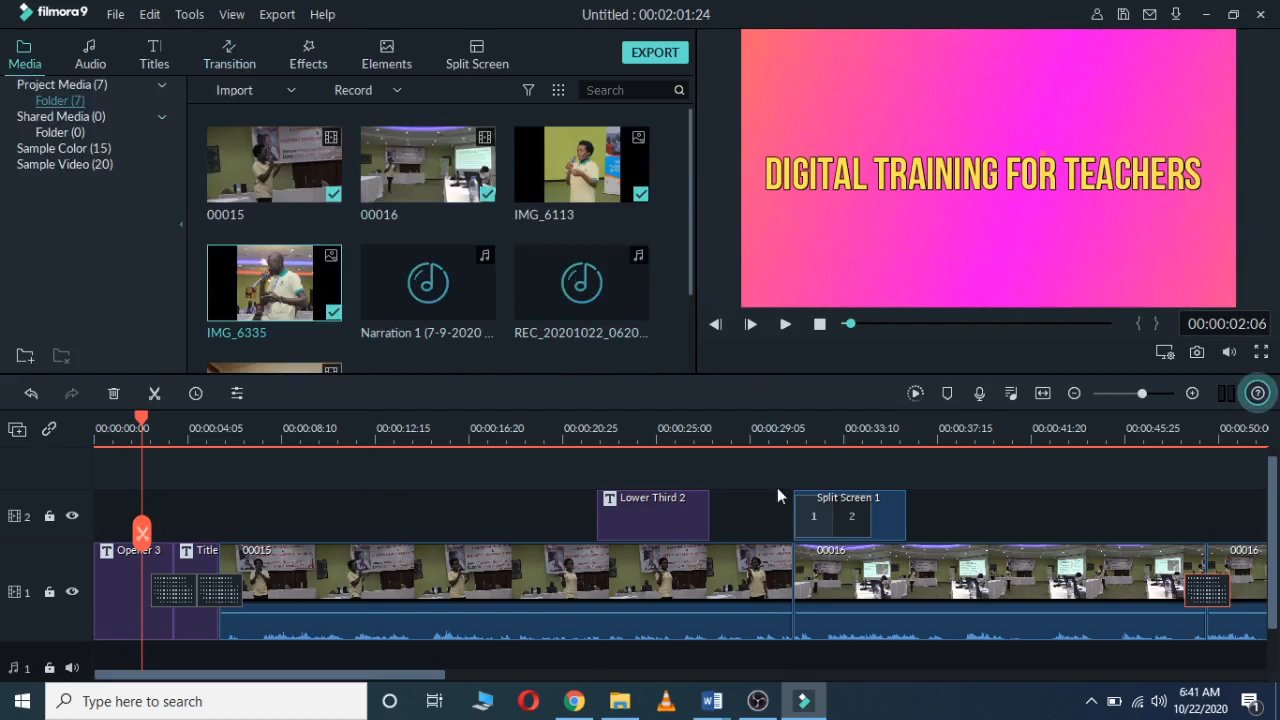 filmora9
File
Edit
Tools
View
Export
Help
Untitled : 00:02:01:24
Media
Audio
Titles
Transition
Effects
Elements
Split Screen
EXPORT
Project Media (7)
Folder (7)
Shared Media (0)
Folder (0)
Sample Color (15)
Sample Video (20)
Import
Record
Search
00015
00016
IMG_6113
IMG_6335
Narration 1 (7-9-2020 ...
REC_20201022_0620...
DIGITAL TRAINING FOR TEACHERS
00:00:02:06
00:00:00:00
00:00:04:05
00:00:08:10
00:00:12:15
00:00:16:20
00:00:20:25
00:00:25:00
00:00:29:05
00:00:33:10
00:00:37:15
00:00:41:20
00:00:45:25
00:00:50:0
2
T Lower Third 2
Split Screen 1
1
2
1
T Opener 3
T Title
00015
00016
00016
1
Type here to search
6:41 AM
10/22/2020
1